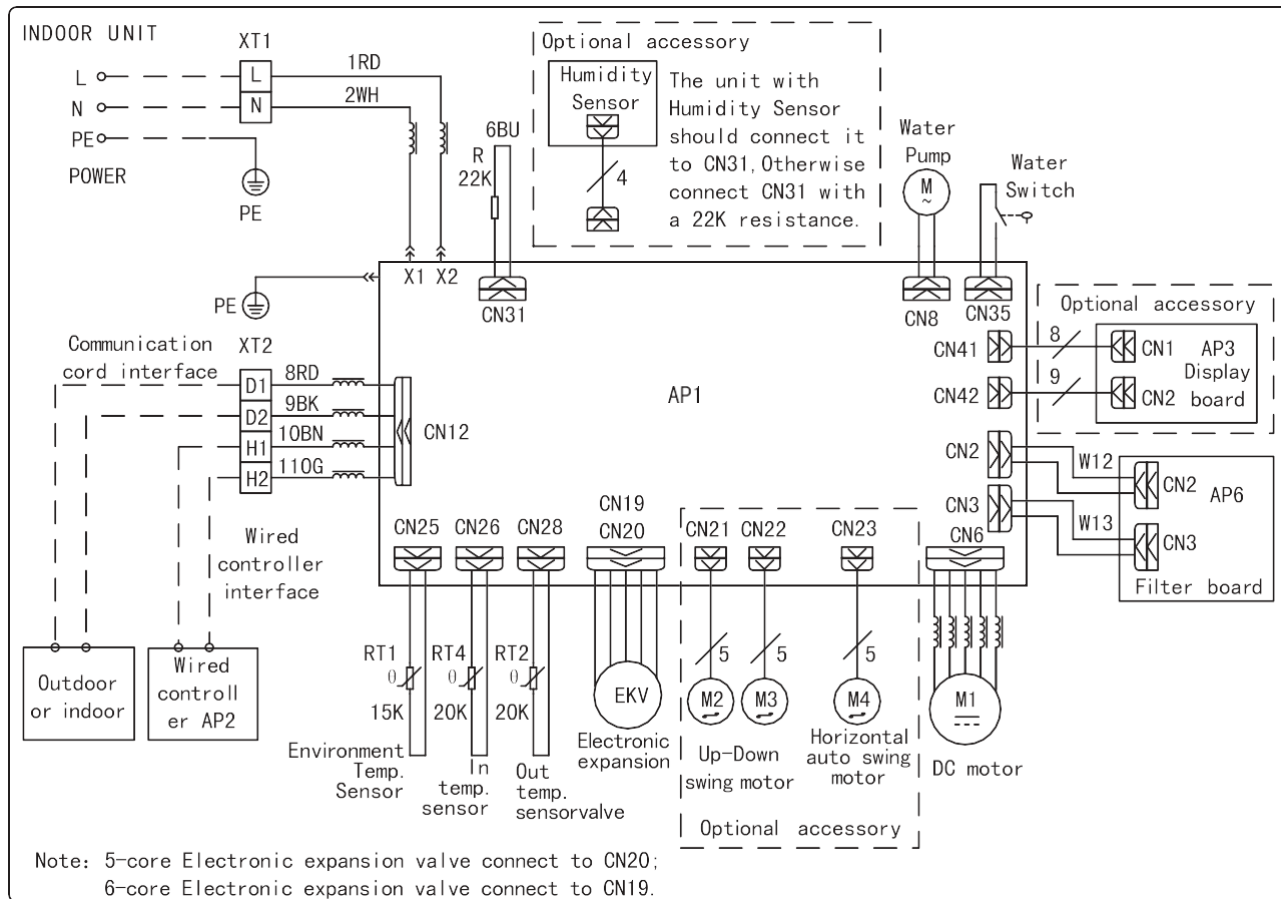 INDOOR UNIT
XT1
L
L
1RD
N
N
2WH
PE
POWER
PE
6BU
R
22K
Optional accessory
Humidity
Sensor
4
The unit with
Humidity Sensor
should connect it
to CN31,Otherwise
connect CN31 with
a 22K resistance.
Water
Pump
M
~
Water
Switch
PE
X1
X2
CN31
CN8
CN35
Communication
cord interface
XT2
D1
8RD
D2
9BK
H1
10BN
H2
11OG
CN12
AP1
Optional accessory
CN41
8
CN1
AP3
Display
board
CN42
9
CN2
CN2
W12
CN2
AP6
CN3
W13
CN3
Filter board
Wired
controller
interface
CN25
CN26
CN28
CN19
CN20
CN21
CN22
CN23
CN6
Outdoor
or indoor
Wired
controll
er AP2
RT1
θ
15K
RT4
θ
20K
RT2
θ
20K
EKV
5
5
5
M2
M3
M4
M1
Environment
Temp.
Sensor
In
temp.
sensor
Out
temp.
sensorvalve
Electronic
expansion
Up-Down
swing motor
Horizontal
auto swing
motor
DC motor
Optional accessory
Note: 5-core Electronic expansion valve connect to CN20;
6-core Electronic expansion valve connect to CN19.